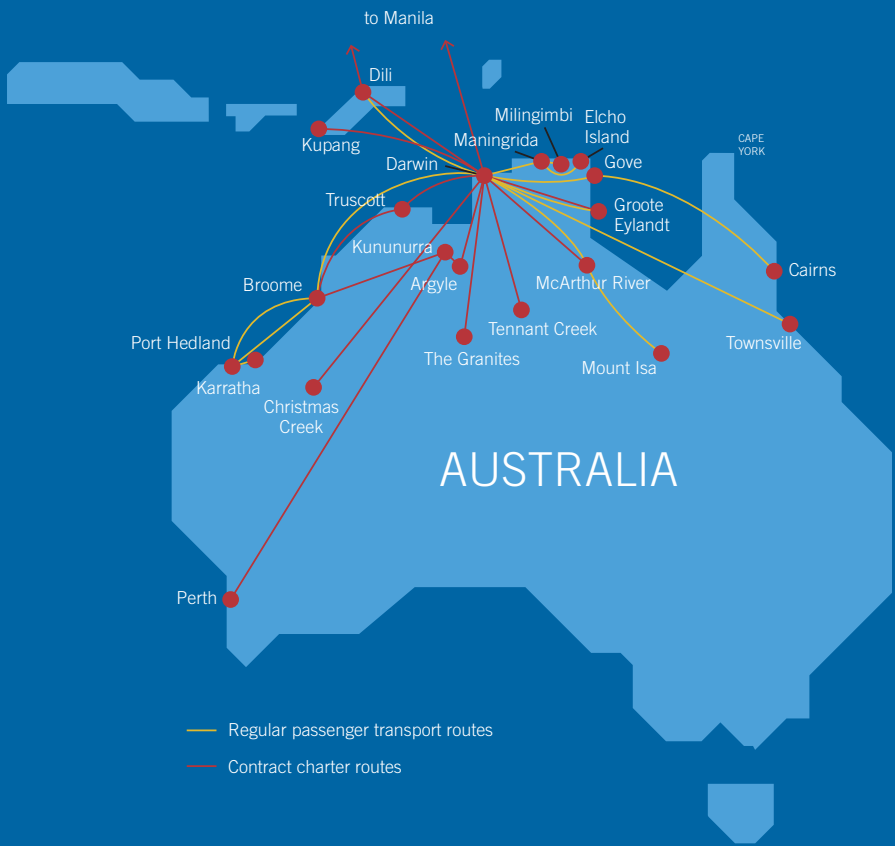 to Manila
Dili
Milingimbi
Elcho
Island
Maningrida
Kupang
Darwin
Gove
CAPE
YORK
Truscott
Groote
Eylandt
Kununurra
Cairns
Broome
Argyle
McArthur River
Tennant Creek
Port Hedland
The Granites
Townsville
Mount Isa
Karratha
Christmas
Creek
AUSTRALIA
Perth
Regular passenger transport routes
Contract charter routes